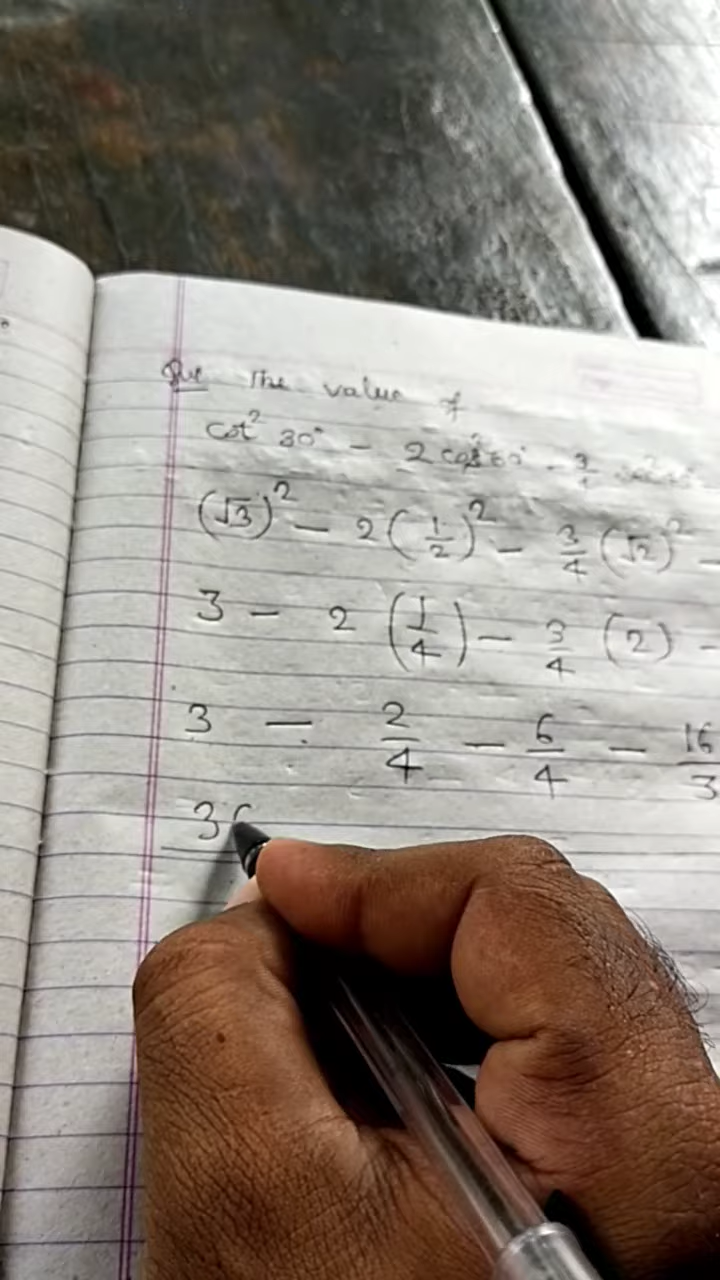 Que The value of
cot² 30° - 2 cos² 60° - 3/4
(√3)² - 2(1/2)² - 3/4 (√2)² -
3 - 2 (1/4) - 3/4 (2) -
3 - 2/4 - 6/4 - 16/3
36